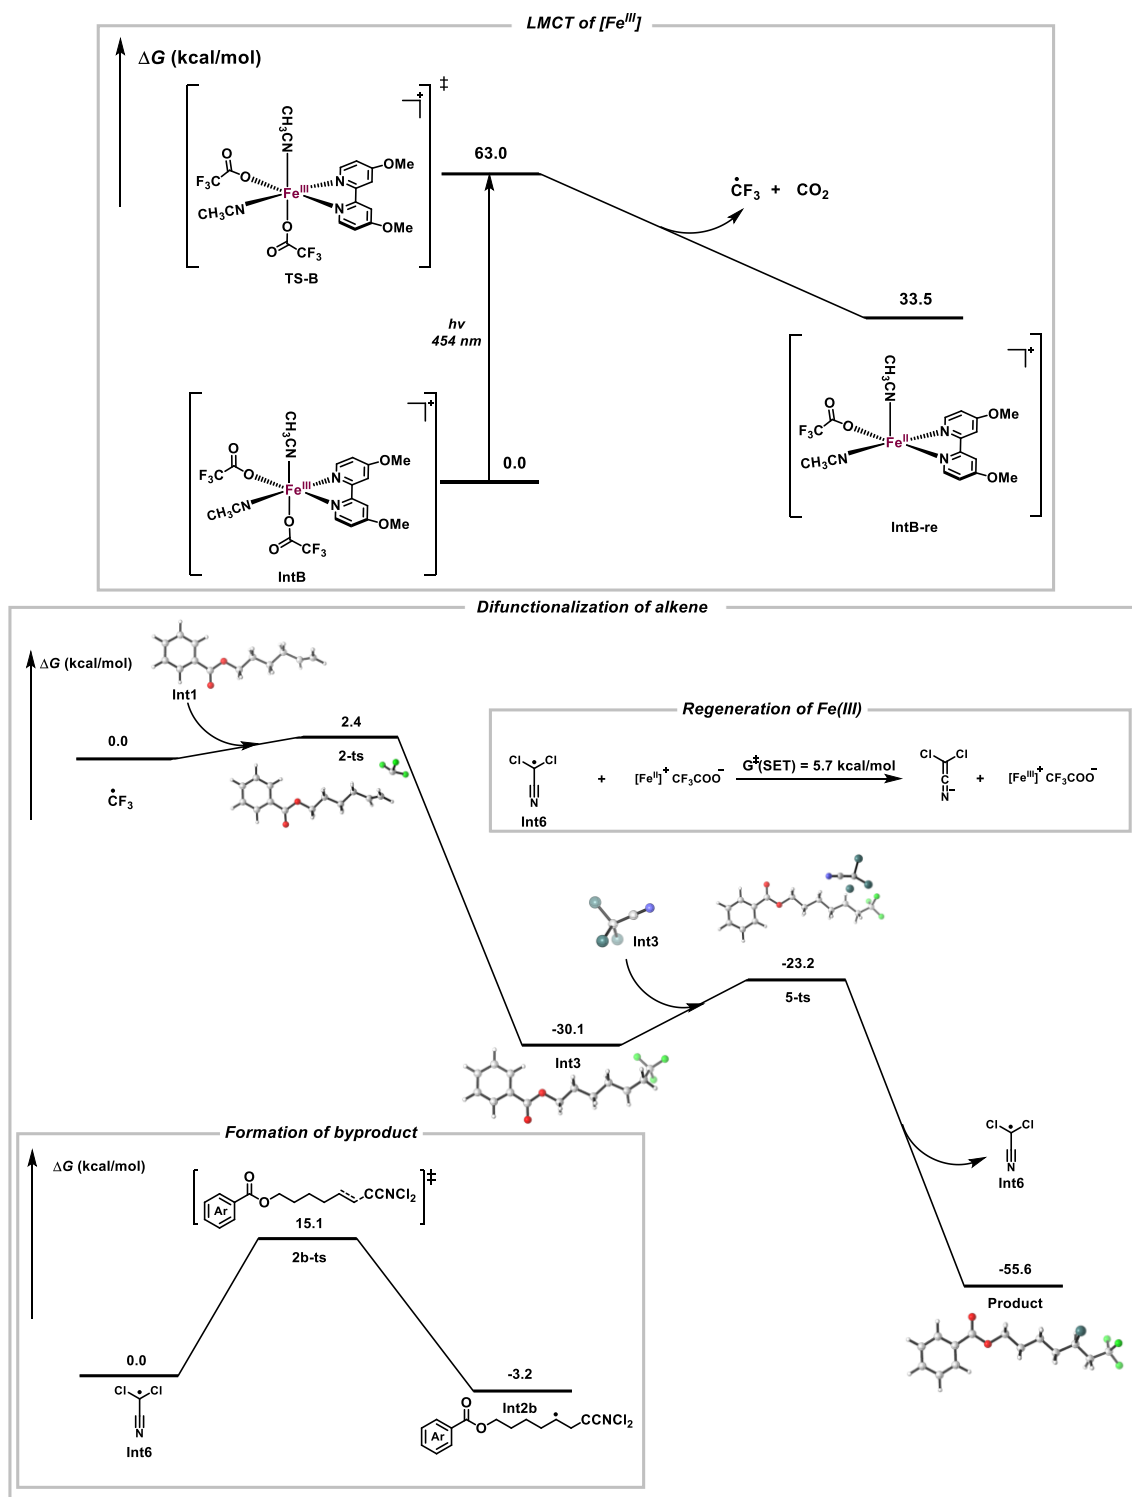 LMCT of [Fe^III]
ΔG (kcal/mol)
‡
+
CH3CN
O
F3C
O
Fe^III
N
N
OMe
OMe
CH3CN
O
O
CF3
TS-B
63.0
ĊF3 + CO2
hv
454 nm
33.5
+
CH3CN
O
F3C
O
Fe^II
N
N
OMe
OMe
CH3CN
IntB-re
+
CH3CN
O
F3C
O
Fe^III
N
N
OMe
OMe
CH3CN
O
O
CF3
IntB
0.0
Difunctionalization of alkene
ΔG (kcal/mol)
Int1
0.0
ĊF3
2.4
2-ts
Regeneration of Fe(III)
Cl Cl
N
Int6
+
[Fe^II]^+ CF3COO^−
G^‡(SET) = 5.7 kcal/mol
Cl Cl
C
N^−
+
[Fe^III]^+ CF3COO^−
Int3
-23.2
5-ts
-30.1
Int3
Cl Cl
N
Int6
-55.6
Product
Formation of byproduct
ΔG (kcal/mol)
‡
O
Ar
O
CCNCl2
15.1
2b-ts
0.0
Cl Cl
N
Int6
-3.2
Int2b
O
Ar
O
CCNCl2